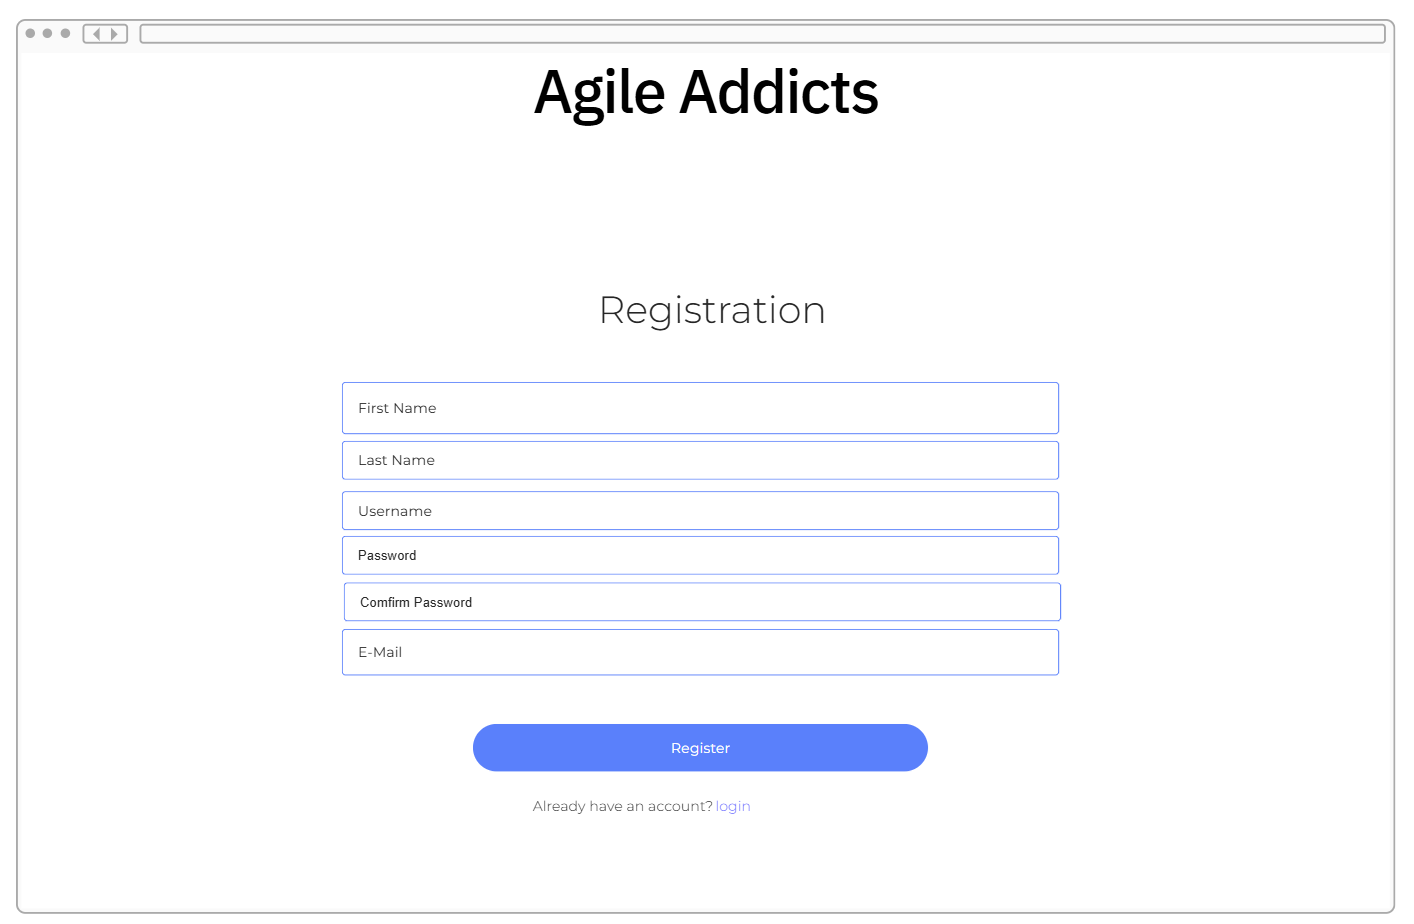 Agile Addicts
Registration
First Name
Last Name
Username
Password
Comfirm Password
E-Mail
Register
Already have an account? login